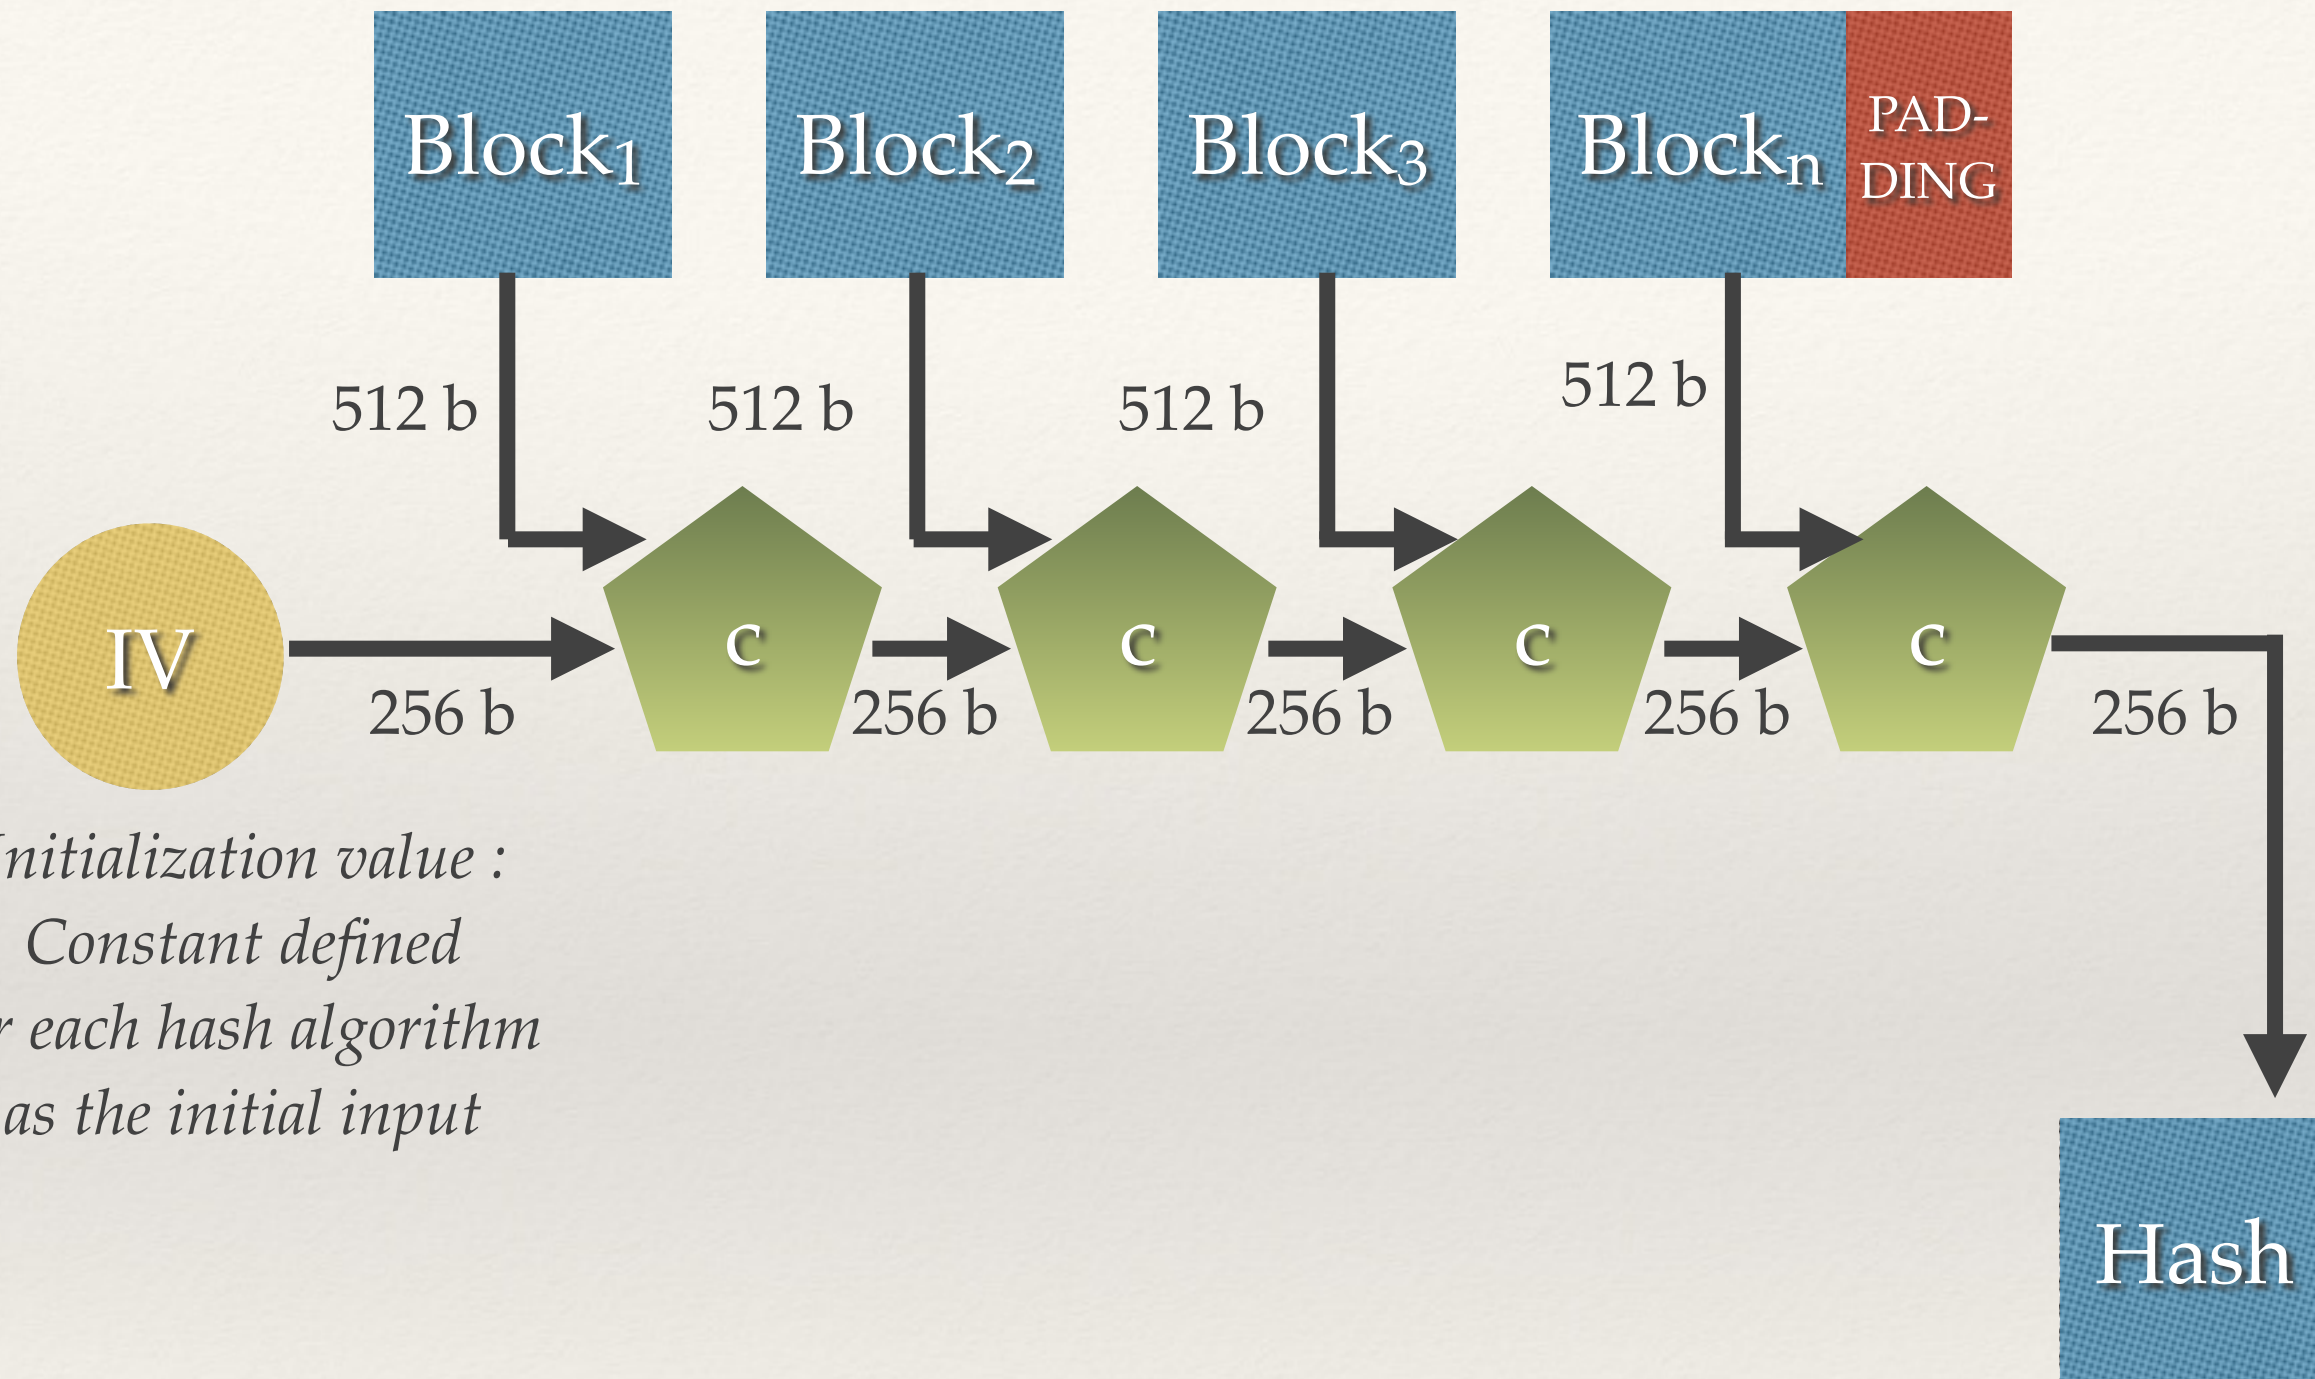 Block1 Block2 Block3 Blockn PAD-
DING
512 b 512 b 512 b 512 b
IV c c c c
256 b 256 b 256 b 256 b 256 b
nitialization value :
Constant defined
r each hash algorithm
as the initial input
Hash